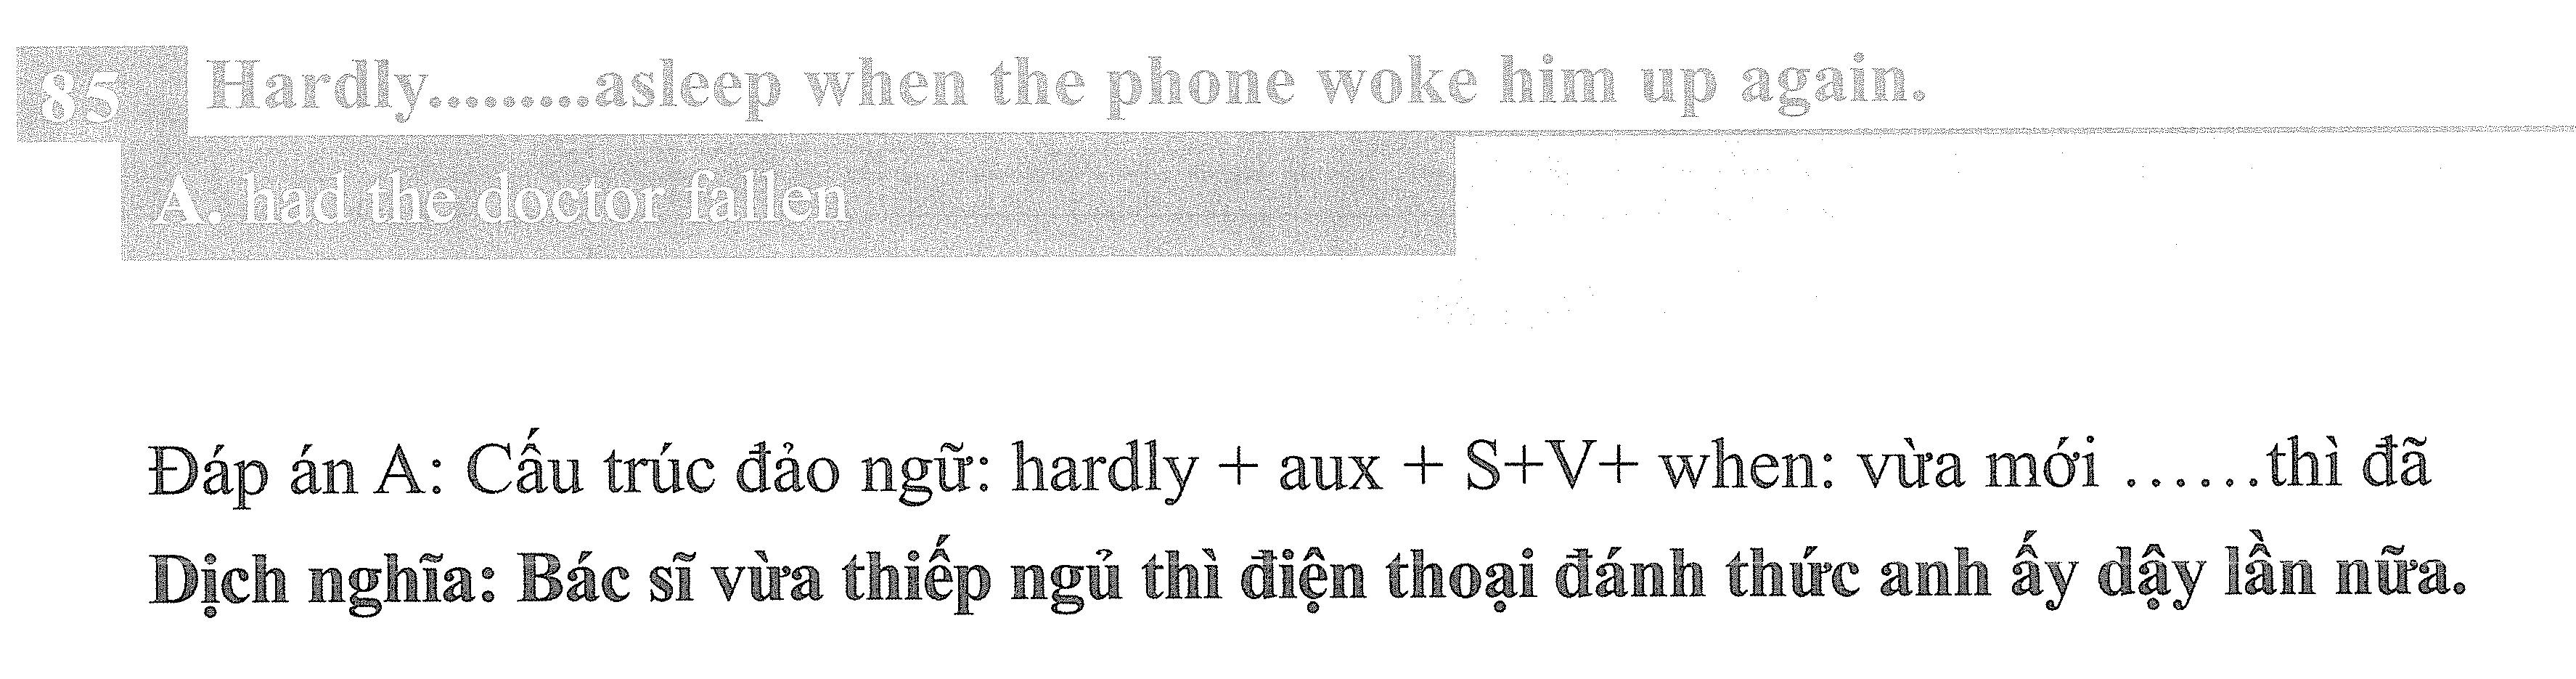 85 Hardly.........asleep when the phone woke him up again.
A. had the doctor fallen
Đáp án A: Cấu trúc đảo ngữ: hardly + aux + S+V+ when: vừa mới ......thì đã
Dịch nghĩa: Bác sĩ vừa thiếp ngủ thì điện thoại đánh thức anh ấy dậy lần nữa.